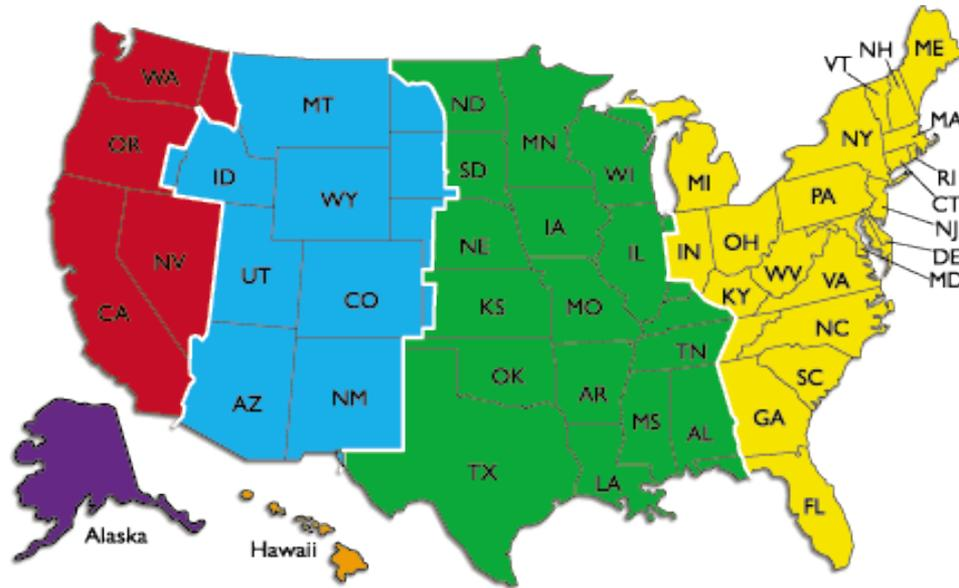 WA
MT
ND
MN
ME
NH
VT
OR
ID
WY
SD
WI
MI
NY
MA
RI
CT
NJ
DE
MD
PA
NV
UT
CO
NE
IA
IL
IN
OH
WV
VA
CA
KS
MO
KY
NC
AZ
NM
OK
AR
TN
SC
TX
MS
AL
GA
LA
FL
Alaska
Hawaii